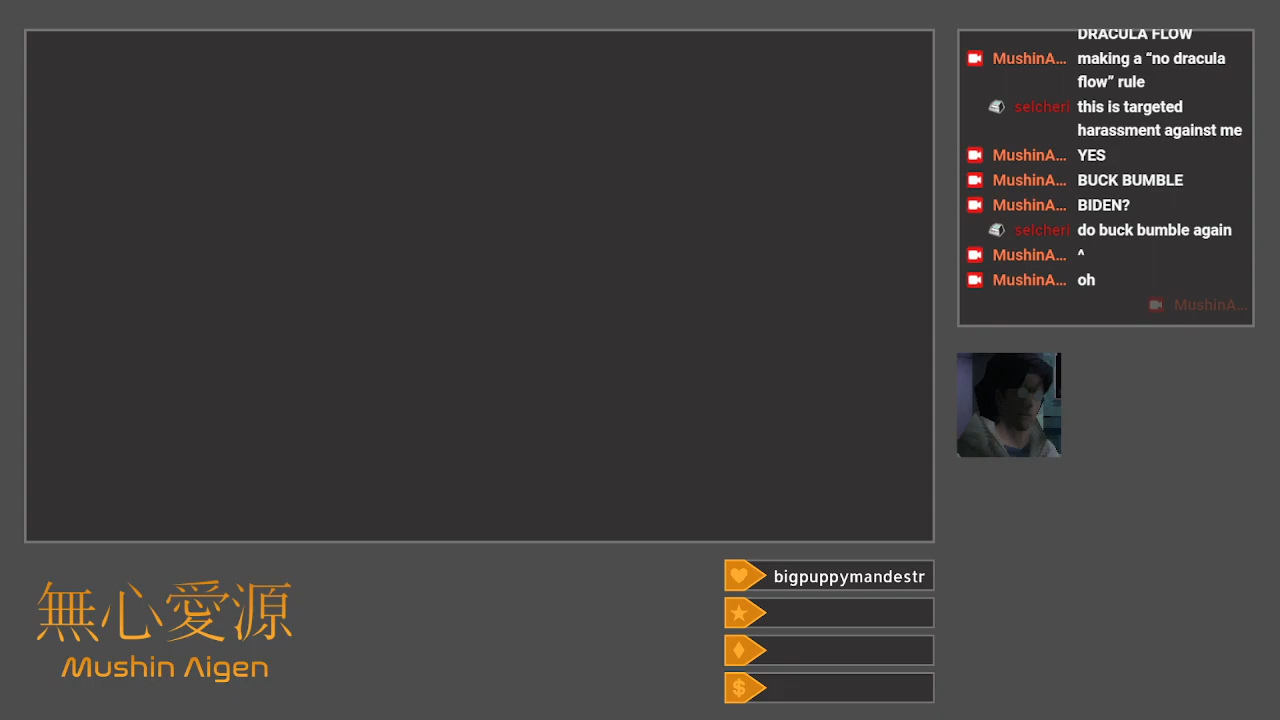 DRACULA FLOW
MushinA... making a “no dracula
flow” rule
selcheri this is targeted
harassment against me
MushinA... YES
MushinA... BUCK BUMBLE
MushinA... BIDEN?
selcheri do buck bumble again
MushinA... ^
MushinA... oh
MushinA...
bigpuppymandestr
$
無心愛源
Mushin Aigen